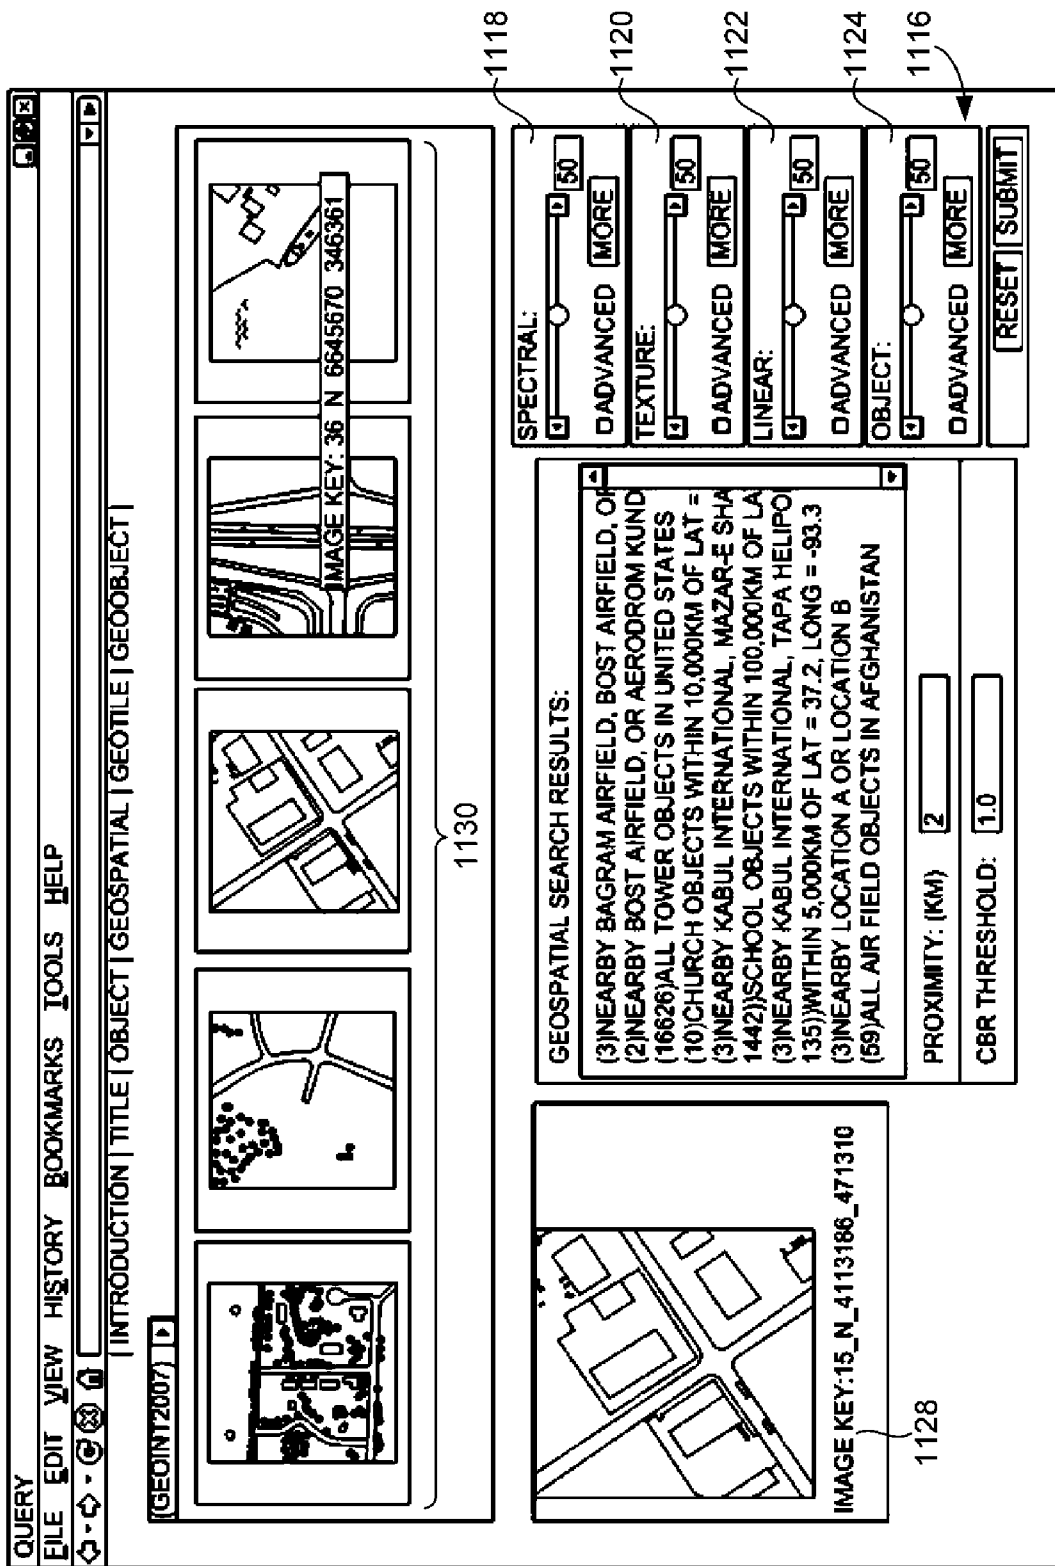 QUERY
FILE EDIT VIEW HISTORY BOOKMARKS TOOLS HELP
| INTRODUCTION | TITLE | OBJECT | GEOSPATIAL | GEOTILE | GEOOBJECT |
(GEOINT2007)
IMAGE KEY: 36 N 6645670 346361
1130
IMAGE KEY:15_N_4113186_471310
1128
GEOSPATIAL SEARCH RESULTS:
(3)NEARBY BAGRAM AIRFIELD, BOST AIRFIELD, OF
(2)NEARBY BOST AIRFIELD, OR AERODROM KUND
(16626)ALL TOWER OBJECTS IN UNITED STATES
(10)CHURCH OBJECTS WITHIN 10,000KM OF LAT =
(3)NEARBY KABUL INTERNATIONAL, MAZAR-E SHA
1442))SCHOOL OBJECTS WITHIN 100,000KM OF LA
(3)NEARBY KABUL INTERNATIONAL, TAPA HELIPO
135))WITHIN 5,000KM OF LAT = 37.2, LONG = -93.3
(3)NEARBY LOCATION A OR LOCATION B
(59)ALL AIR FIELD OBJECTS IN AFGHANISTAN
PROXIMITY: (KM) 2
CBR THRESHOLD: 1.0
SPECTRAL:
50
ADVANCED MORE
1118
TEXTURE:
50
ADVANCED MORE
1120
LINEAR:
50
ADVANCED MORE
1122
OBJECT:
50
ADVANCED MORE
1124
RESET SUBMIT
1116